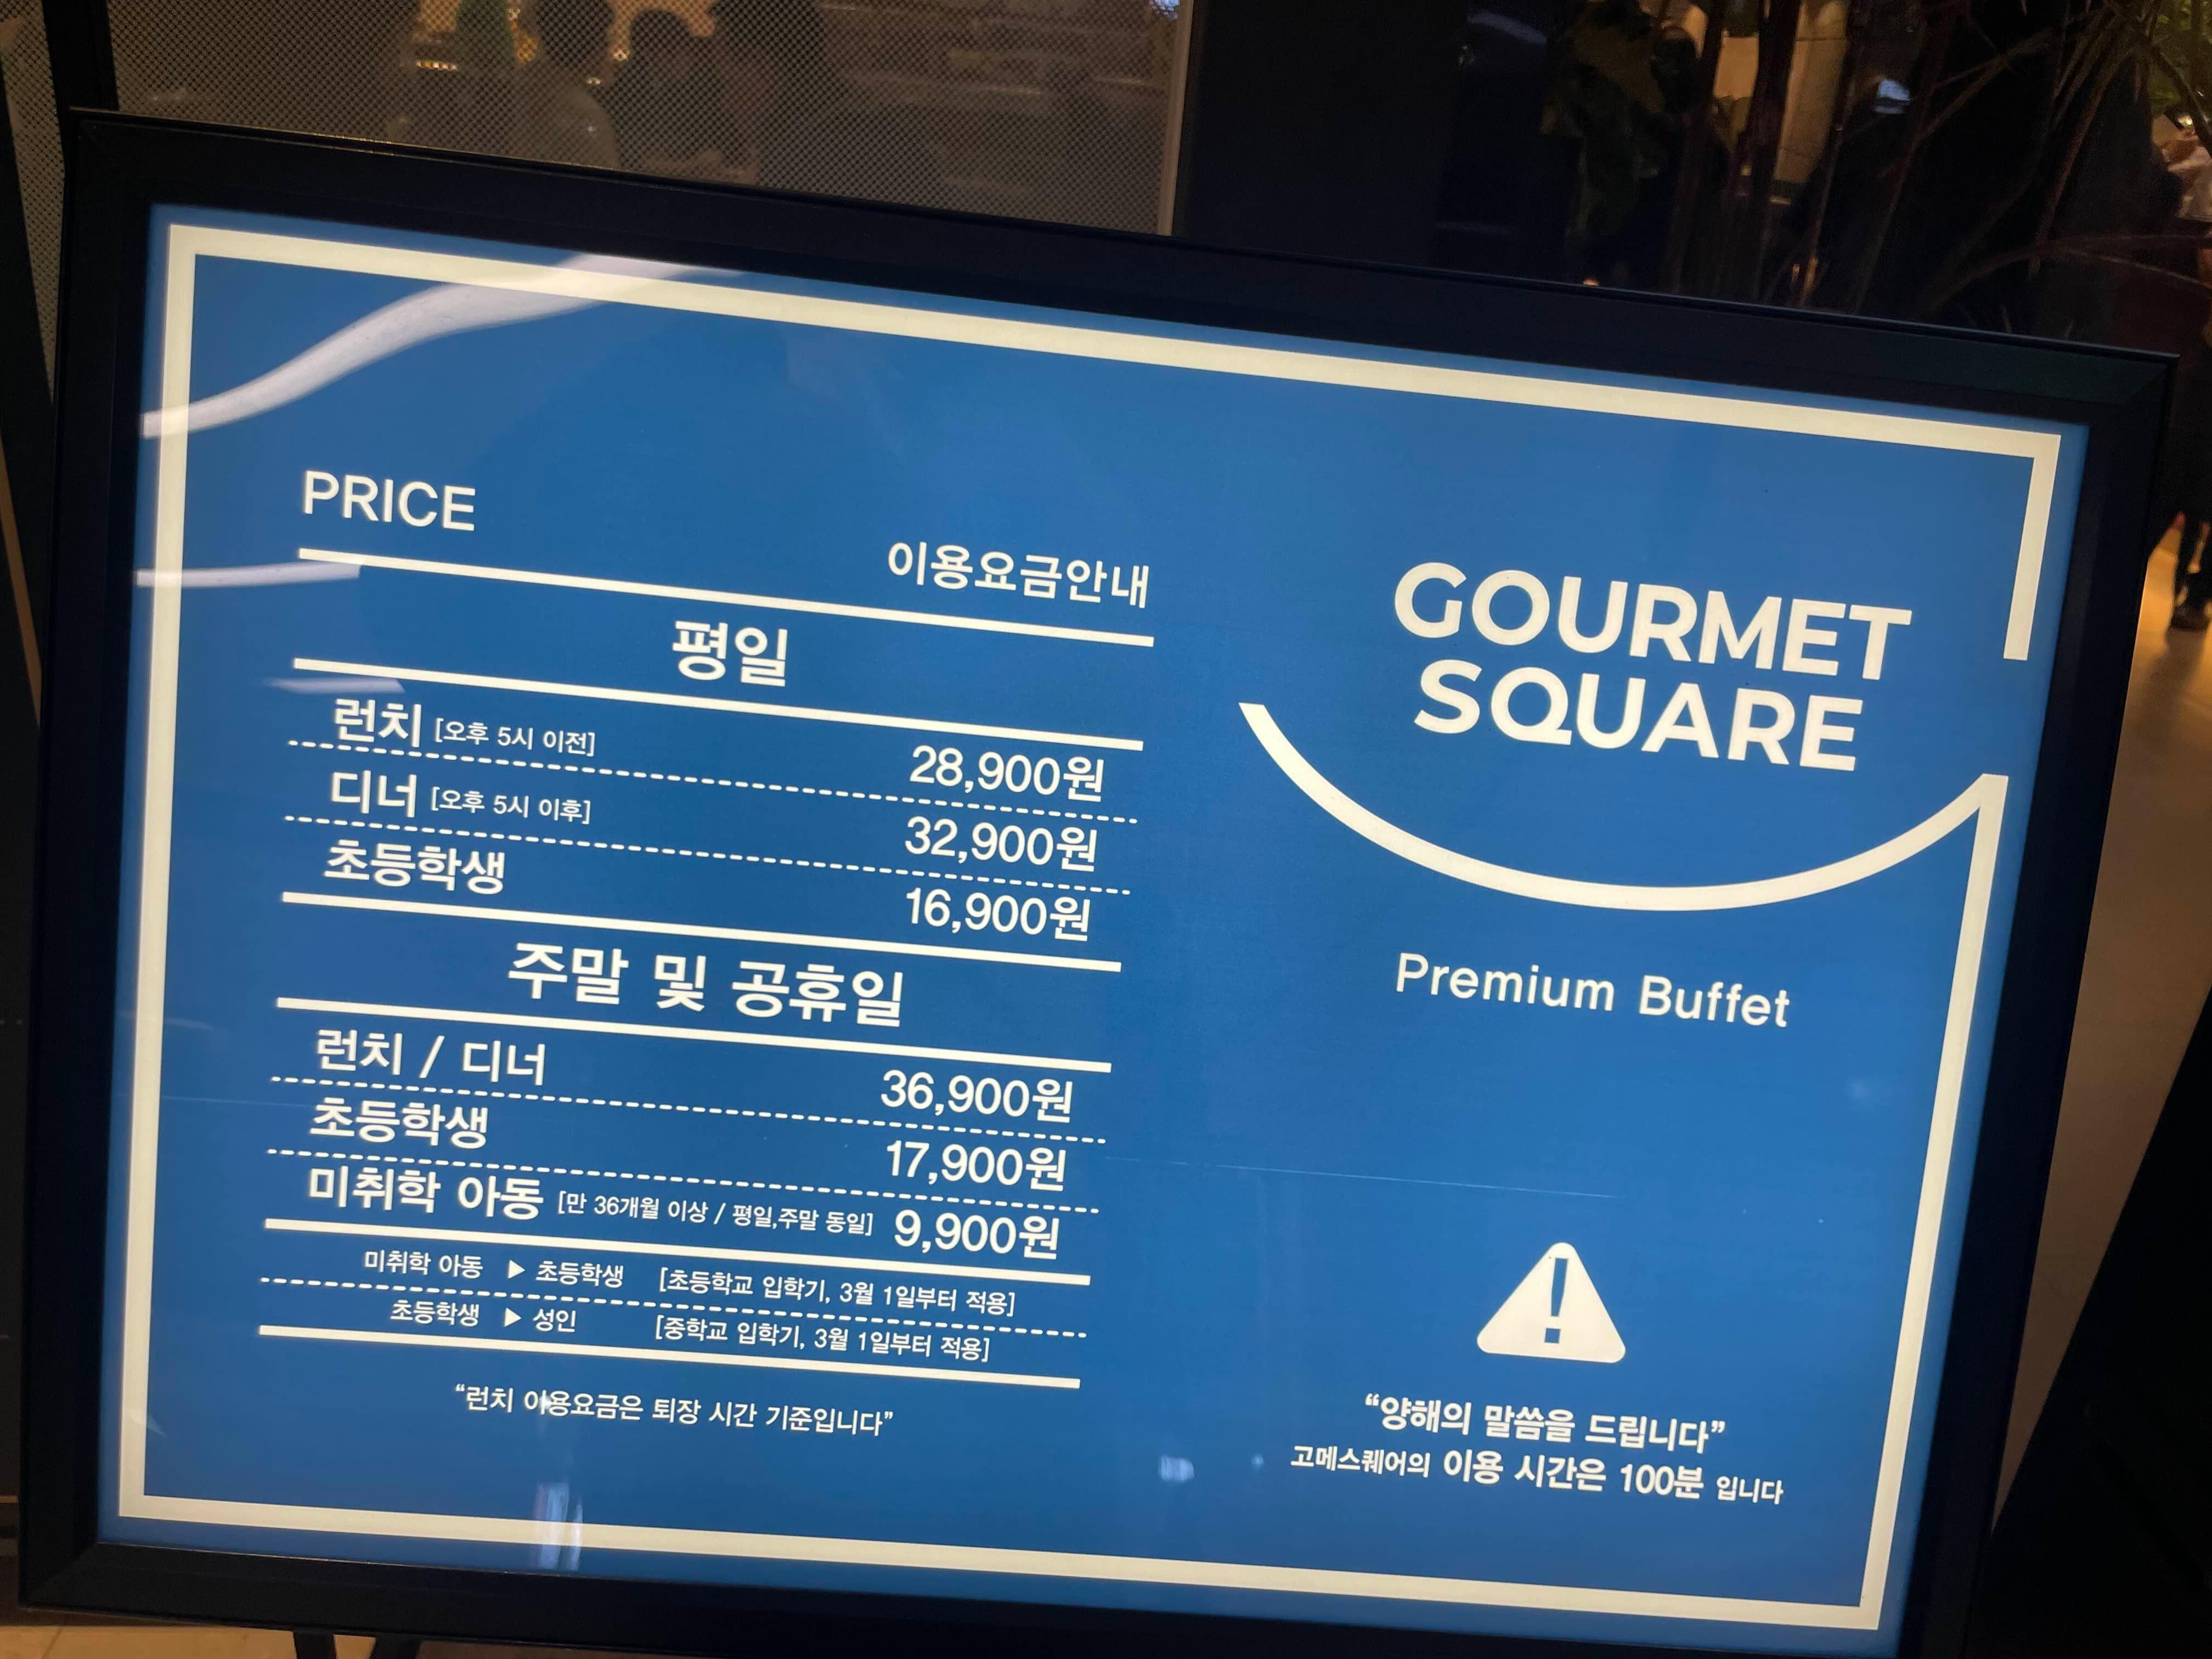 PRICE
이용요금안내
평일
런치 [오후 5시 이전] 28,900원
디너 [오후 5시 이후] 32,900원
초등학생 16,900원
주말 및 공휴일
런치 / 디너 36,900원
초등학생 17,900원
미취학 아동 [만 36개월 이상 / 평일,주말 동일] 9,900원
미취학 아동 ▶ 초등학생 [초등학교 입학기, 3월 1일부터 적용]
초등학생 ▶ 성인 [중학교 입학기, 3월 1일부터 적용]
“런치 이용요금은 퇴장 시간 기준입니다”
GOURMET
SQUARE
Premium Buffet
“양해의 말씀을 드립니다”
고메스퀘어의 이용 시간은 100분 입니다